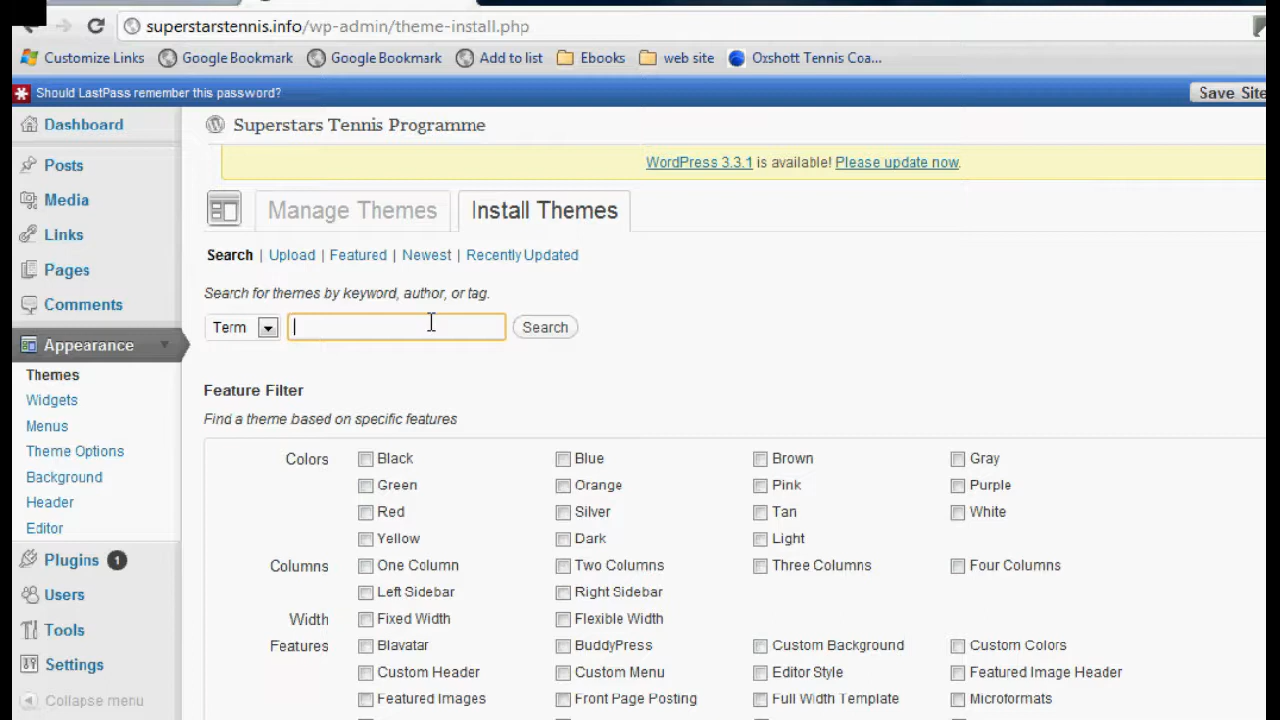 superstarstennis.info/wp-admin/theme-install.php
Customize Links Google Bookmark Google Bookmark Add to list Ebooks web site Oxshott Tennis Coa...
Should LastPass remember this password? Save Site
Dashboard
Posts
Media
Links
Pages
Comments
Appearance
Themes
Widgets
Menus
Theme Options
Background
Header
Editor
Plugins 1
Users
Tools
Settings
Collapse menu
Superstars Tennis Programme
WordPress 3.3.1 is available! Please update now.
Manage Themes Install Themes
Search | Upload | Featured | Newest | Recently Updated
Search for themes by keyword, author, or tag.
Term Search
Feature Filter
Find a theme based on specific features
Colors Black Blue Brown Gray
Green Orange Pink Purple
Red Silver Tan White
Yellow Dark Light
Columns One Column Two Columns Three Columns Four Columns
Left Sidebar Right Sidebar
Width Fixed Width Flexible Width
Features Blavatar BuddyPress Custom Background Custom Colors
Custom Header Custom Menu Editor Style Featured Image Header
Featured Images Front Page Posting Full Width Template Microformats